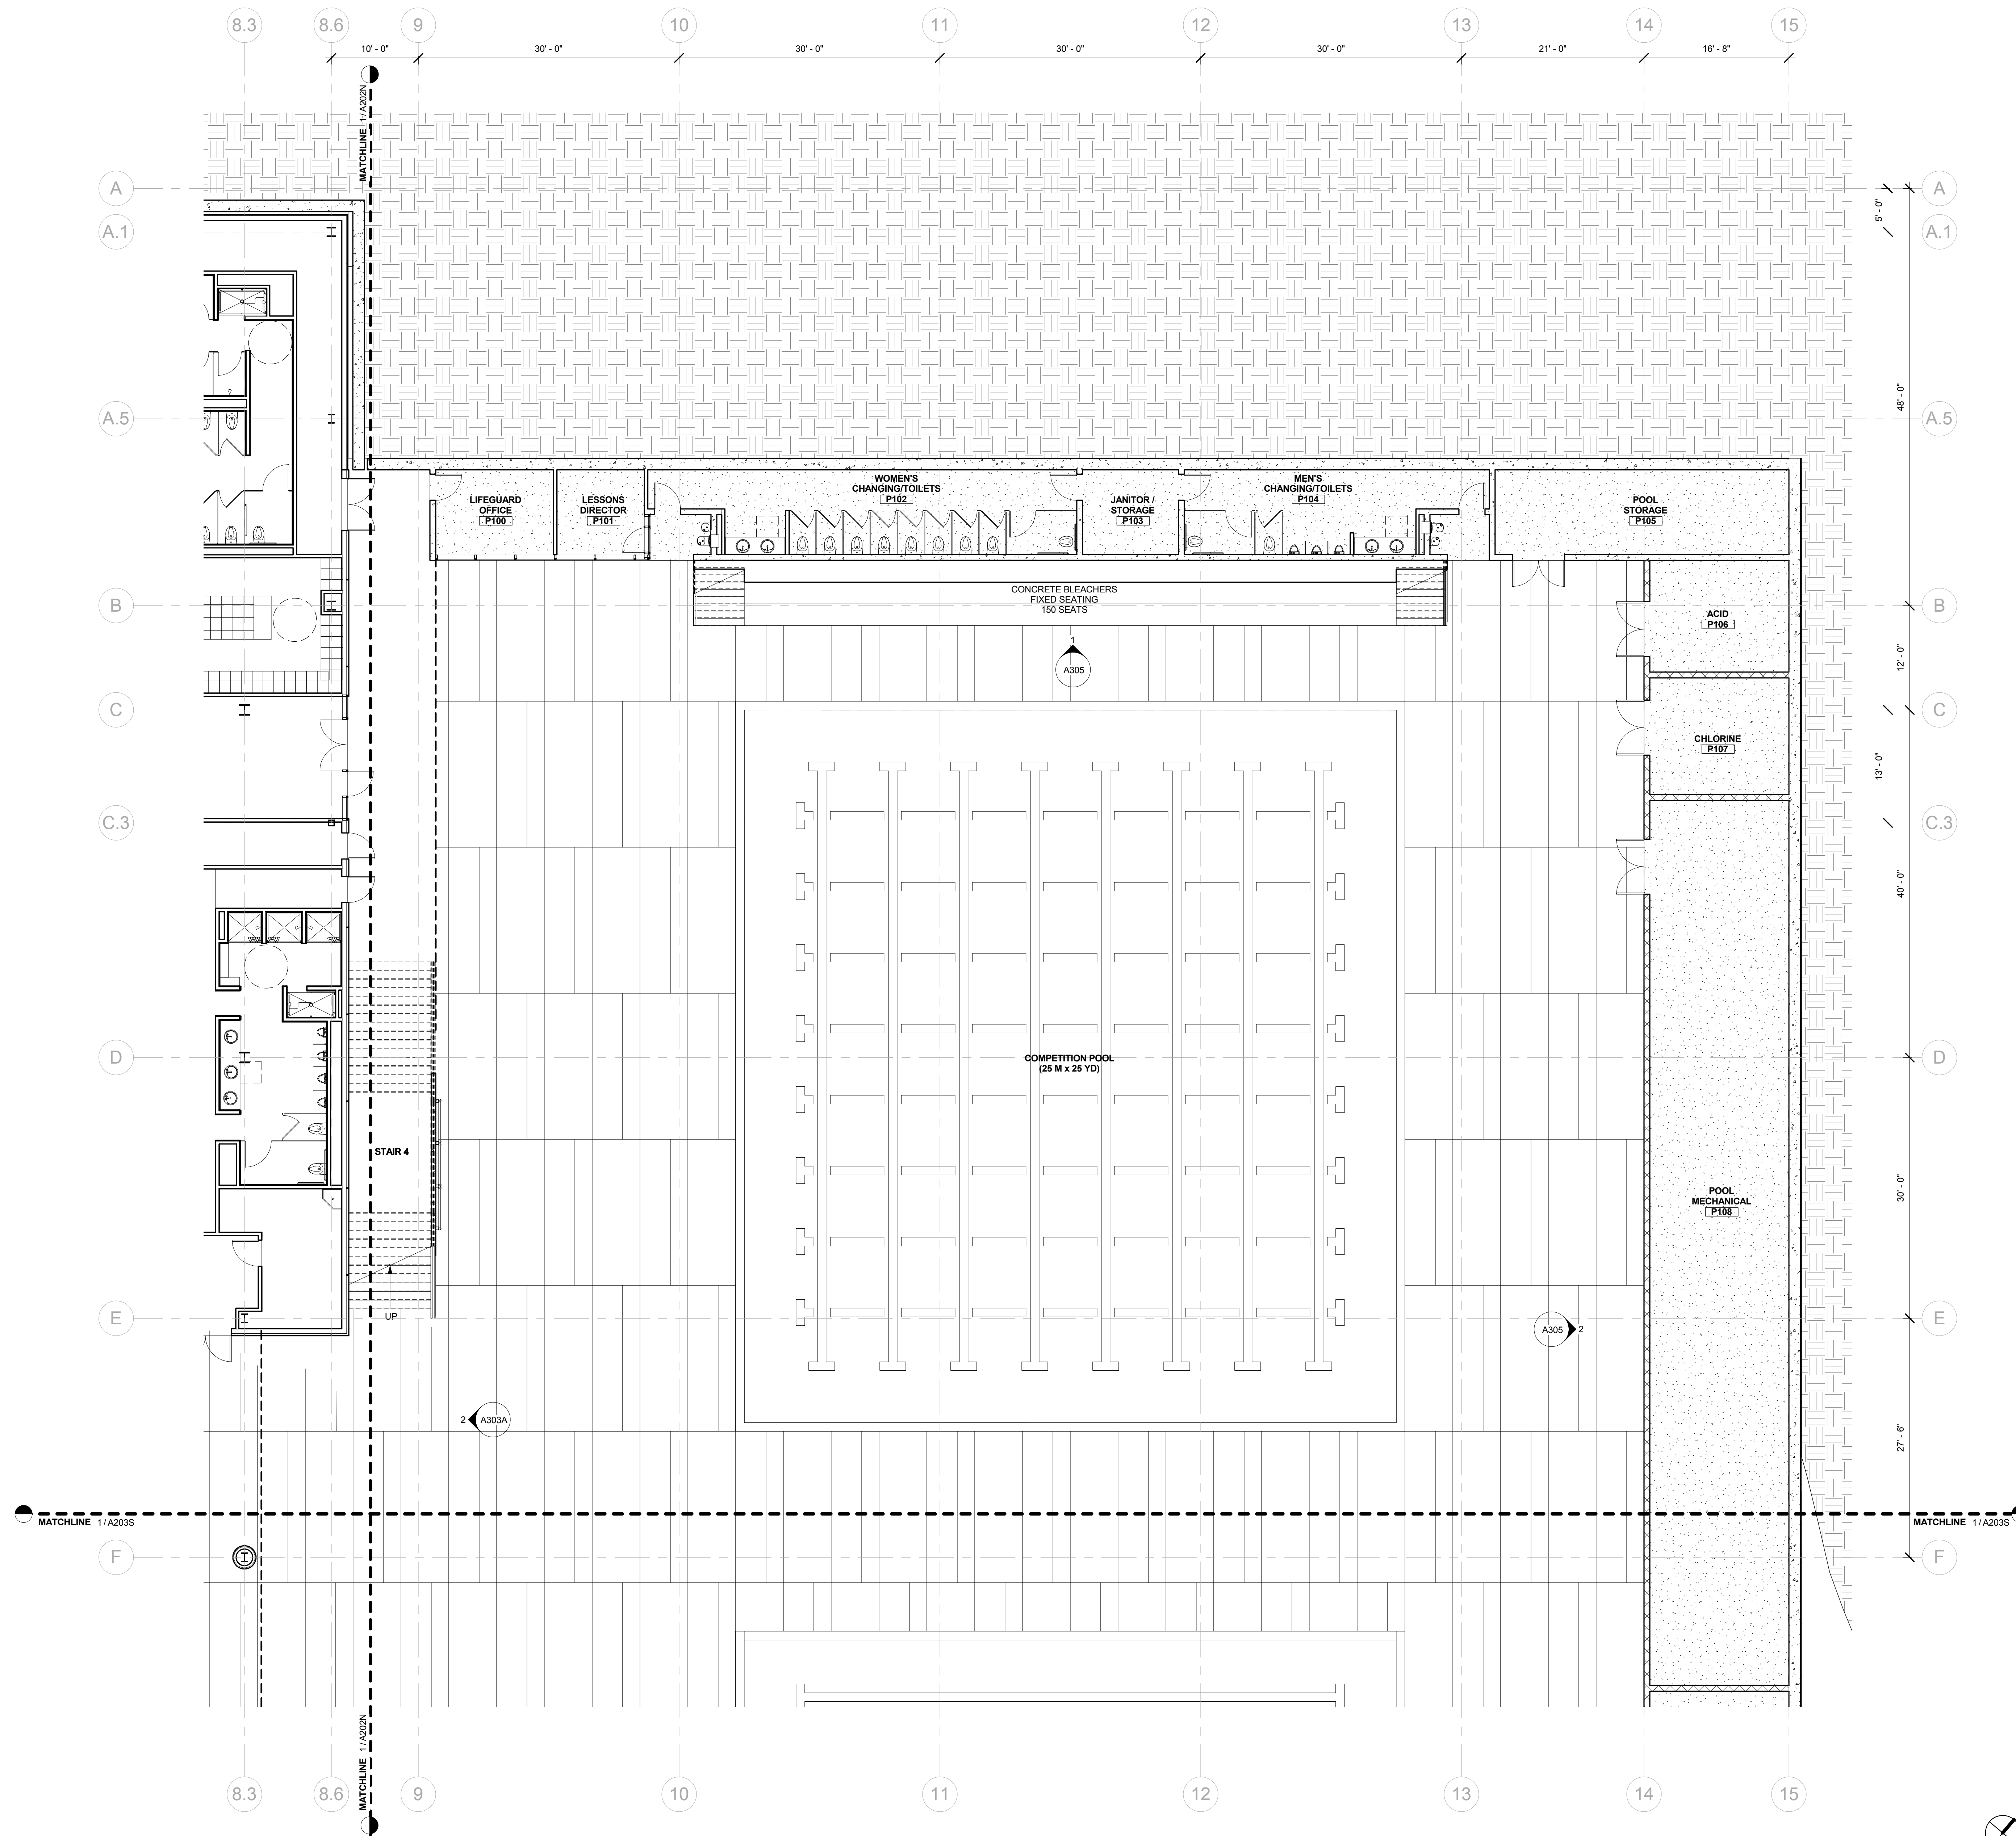 8.3 8.6 9 10 11 12 13 14 15
10' - 0" 30' - 0" 30' - 0" 30' - 0" 30' - 0" 21' - 0" 16' - 8"
MATCHLINE 1 / A202N
A A
5' - 0"
A.1 A.1
48' - 0"
A.5 A.5
LIFEGUARD
OFFICE
P100
LESSONS
DIRECTOR
P101
WOMEN'S
CHANGING/TOILETS
P102
JANITOR /
STORAGE
P103
MEN'S
CHANGING/TOILETS
P104
POOL
STORAGE
P105
CONCRETE BLEACHERS
FIXED SEATING
150 SEATS
B B
ACID
P106
1
A305
12' - 0"
C C
CHLORINE
P107
13' - 0"
C.3 C.3
40' - 0"
D D
COMPETITION POOL
(25 M x 25 YD)
STAIR 4
POOL
MECHANICAL
P108
30' - 0"
UP
E E
A305 2
2 A303A
27' - 6"
MATCHLINE 1 / A203S
MATCHLINE 1 / A203S
F F
MATCHLINE 1 / A202N
8.3 8.6 9 10 11 12 13 14 15